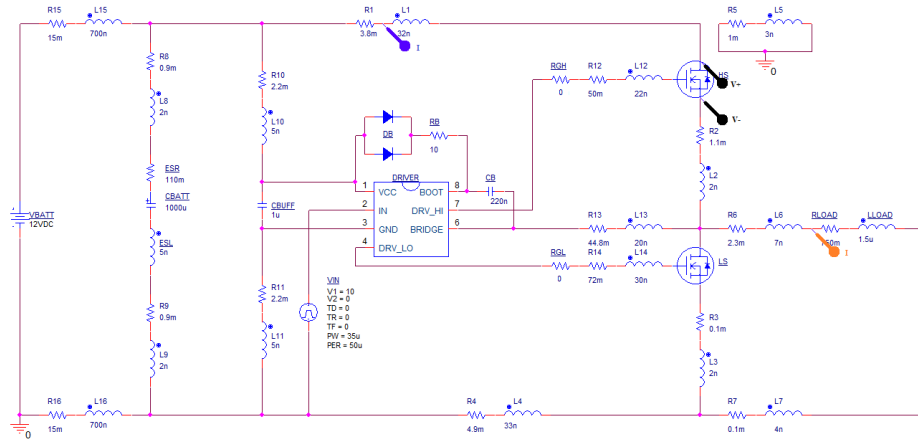 R15 L15
15m 700n
R1 L1
3.8m 32n
I
R5 L5
1m 3n
0
R8
0.9m
L8
2n
ESR
110m
CBATT
1000u
ESL
5n
R9
0.9m
L9
2n
VBATT
12VDC
R10
2.2m
L10
5n
CBUFF
1u
R11
2.2m
L11
5n
DB
RB
10
DRIVER
1 VCC BOOT 8
2 IN DRV_HI 7
3 GND BRIDGE 6
4 DRV_LO
CB
220n
VIN
V1 = 10
V2 = 0
TD = 0
TR = 0
TF = 0
PW = 35u
PER = 50u
RGH R12 L12
0 50m 22n
HS
V+
V-
R2
1.1m
L2
2n
R13 L13
44.8m 20n
R6 L6 RLOAD LLOAD
2.3m 7n 1.5u
I
RGL R14 L14
0 72m 30n
LS
R3
0.1m
L3
2n
R16 L16
15m 700n
0
R4 L4
4.9m 33n
R7 L7
0.1m 4n